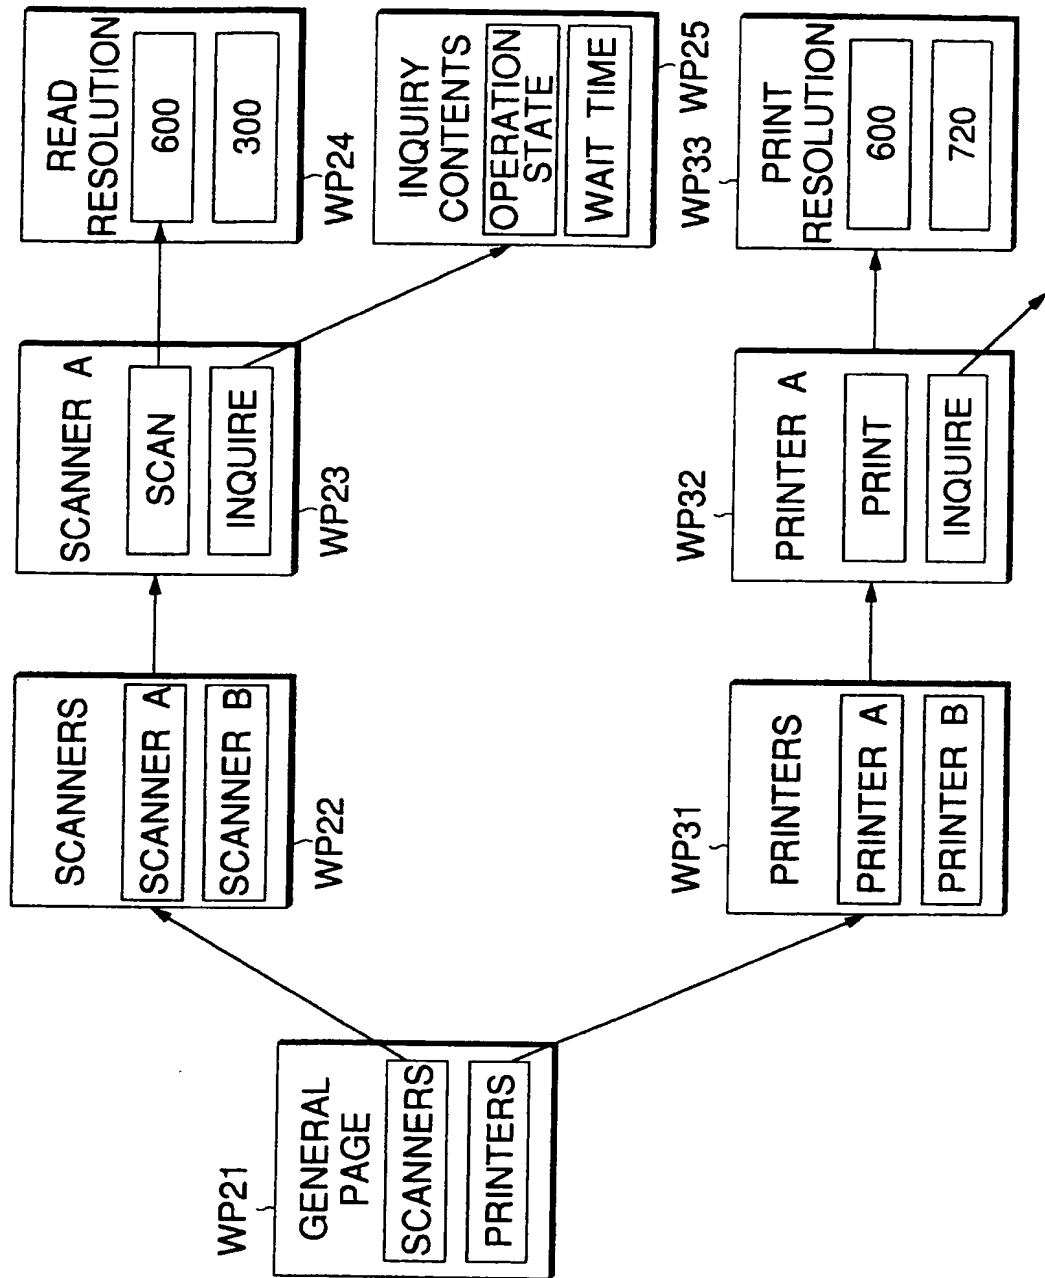 WP21
GENERAL
PAGE
SCANNERS
PRINTERS
SCANNERS
SCANNER A
SCANNER B
WP22
SCANNER A
SCAN
INQUIRE
WP23
READ
RESOLUTION
600
300
WP24
INQUIRY
CONTENTS
OPERATION
STATE
WAIT TIME
WP25
WP31
PRINTERS
PRINTER A
PRINTER B
WP32
PRINTER A
PRINT
INQUIRE
WP33
PRINT
RESOLUTION
600
720